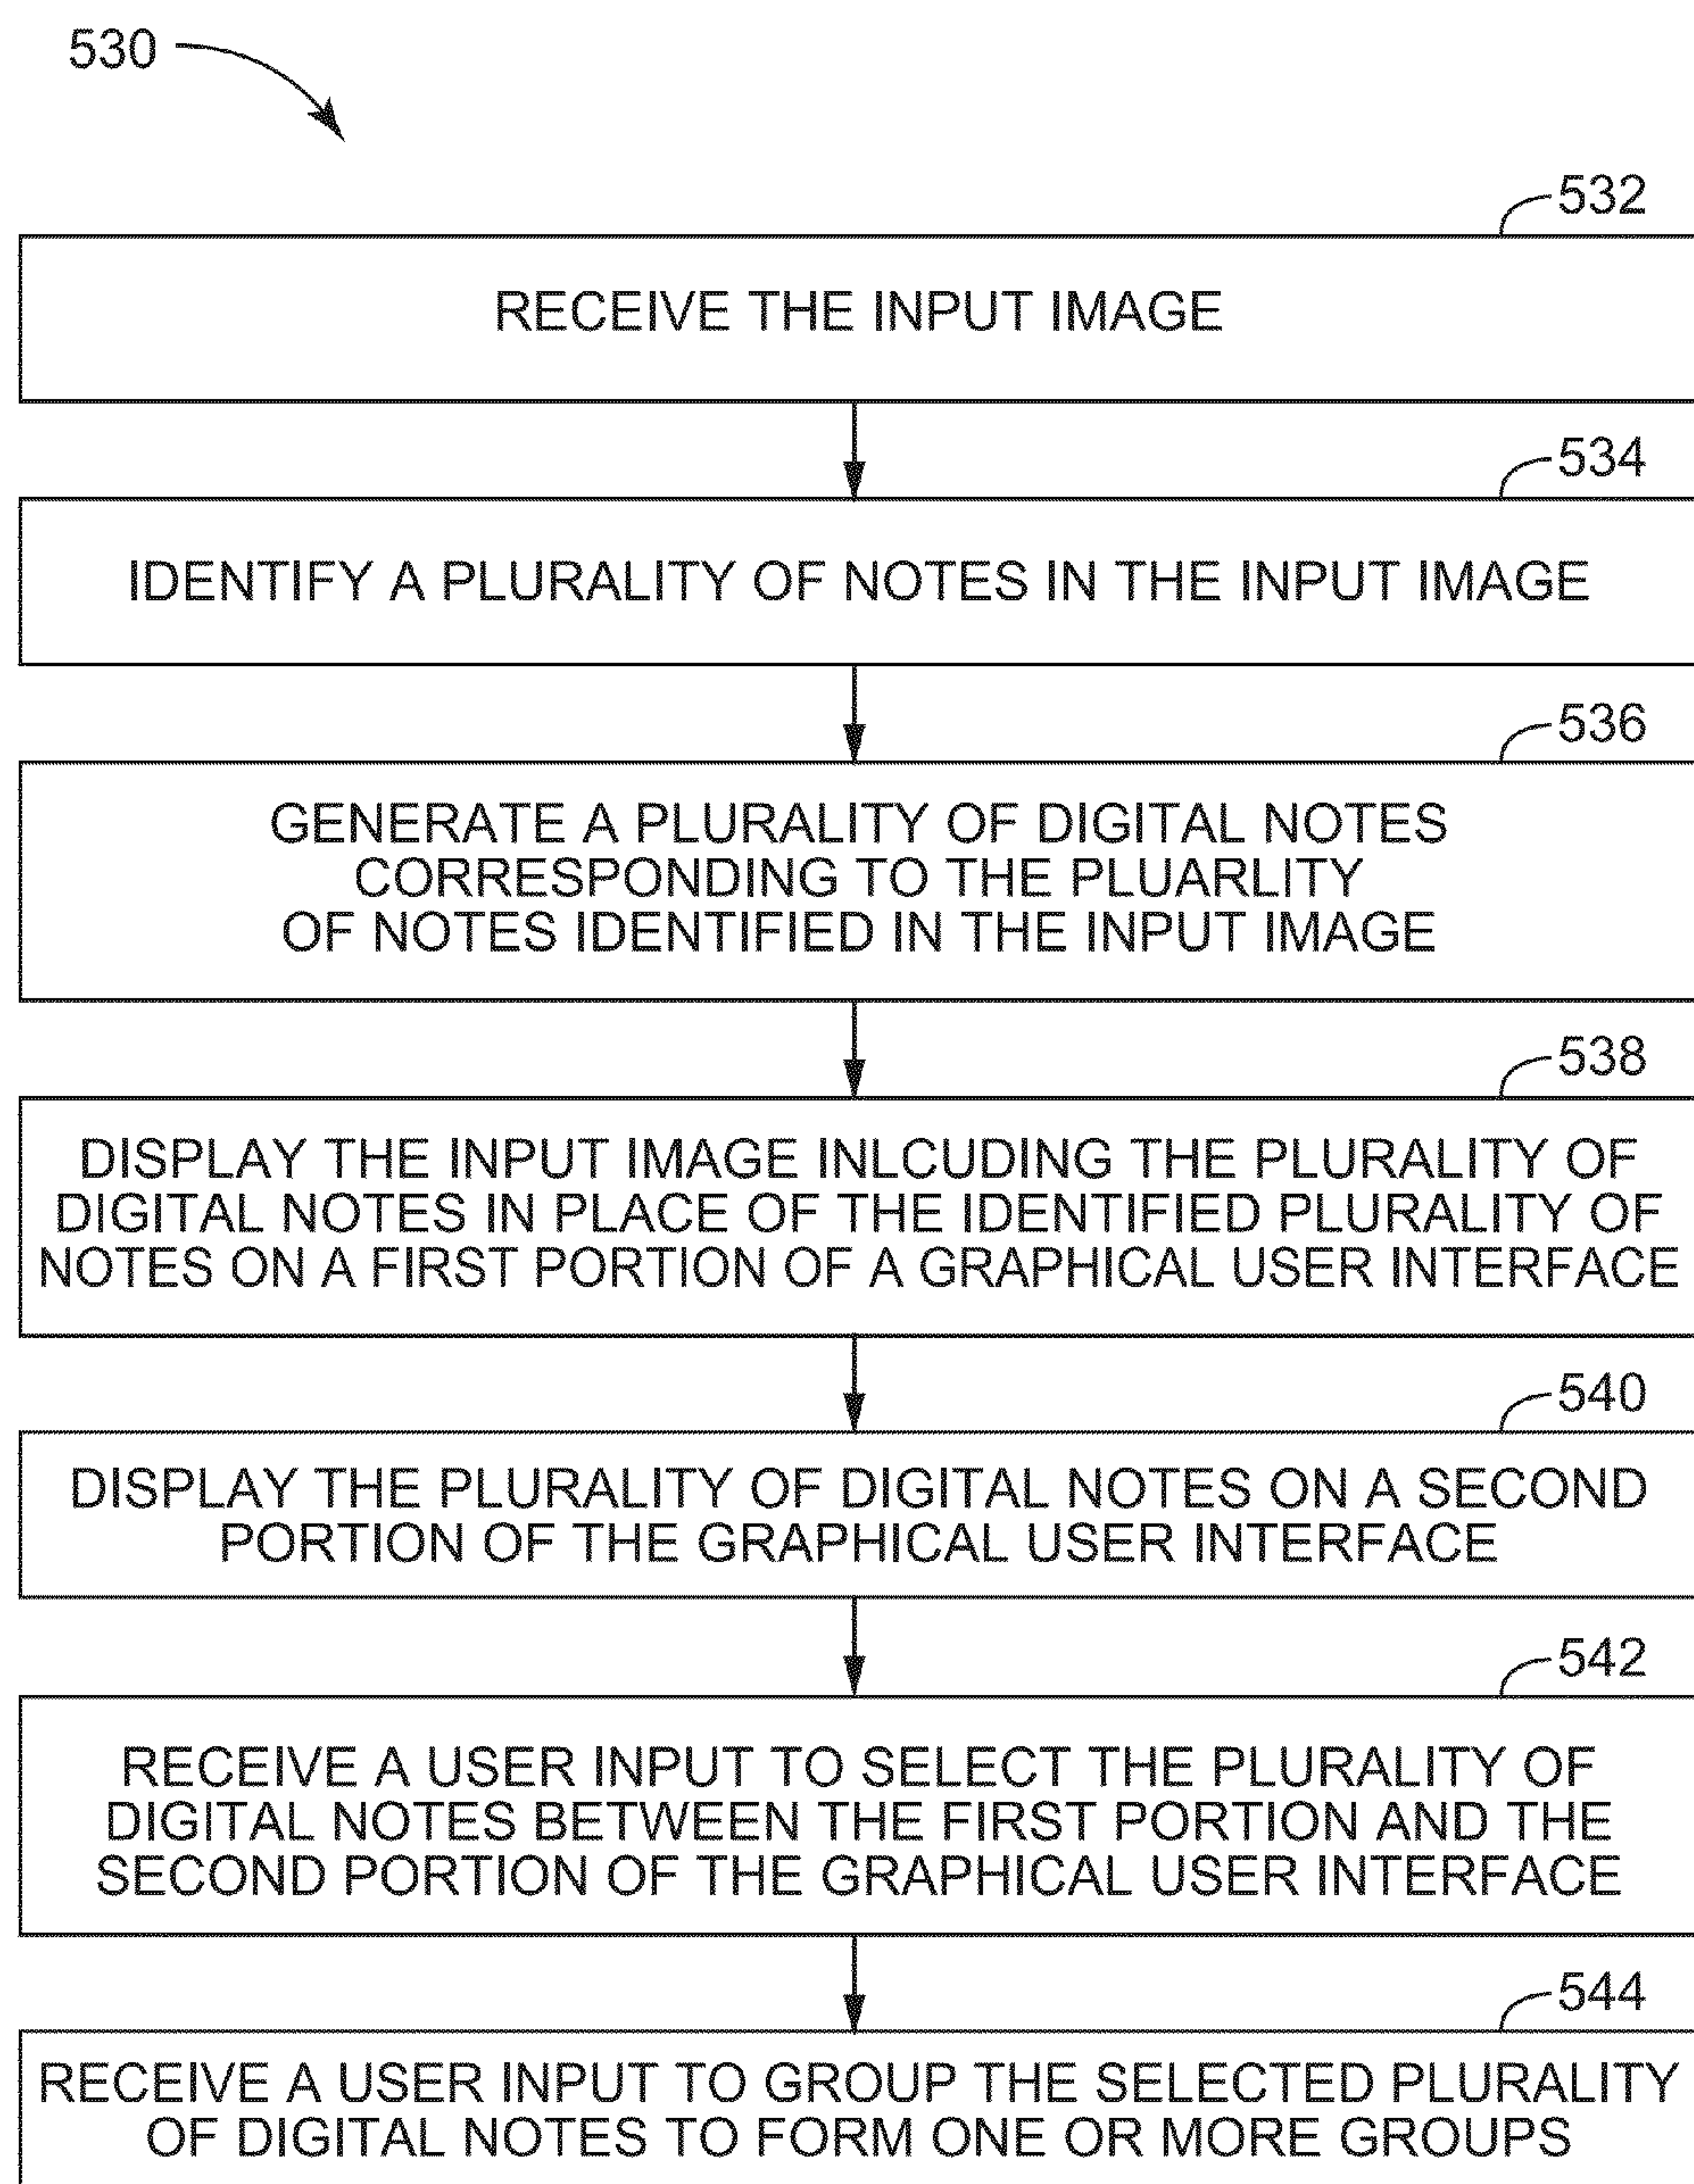 530
532
RECEIVE THE INPUT IMAGE
534
IDENTIFY A PLURALITY OF NOTES IN THE INPUT IMAGE
536
GENERATE A PLURALITY OF DIGITAL NOTES
CORRESPONDING TO THE PLUARLITY
OF NOTES IDENTIFIED IN THE INPUT IMAGE
538
DISPLAY THE INPUT IMAGE INLCUDING THE PLURALITY OF
DIGITAL NOTES IN PLACE OF THE IDENTIFIED PLURALITY OF
NOTES ON A FIRST PORTION OF A GRAPHICAL USER INTERFACE
540
DISPLAY THE PLURALITY OF DIGITAL NOTES ON A SECOND
PORTION OF THE GRAPHICAL USER INTERFACE
542
RECEIVE A USER INPUT TO SELECT THE PLURALITY OF
DIGITAL NOTES BETWEEN THE FIRST PORTION AND THE
SECOND PORTION OF THE GRAPHICAL USER INTERFACE
544
RECEIVE A USER INPUT TO GROUP THE SELECTED PLURALITY
OF DIGITAL NOTES TO FORM ONE OR MORE GROUPS